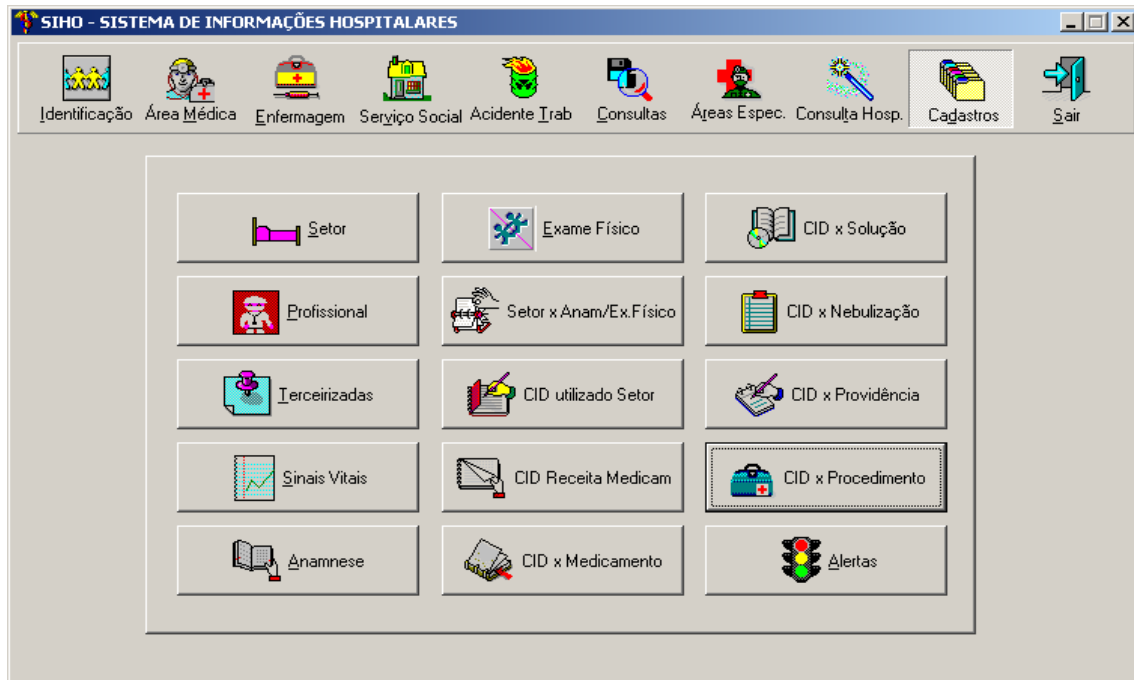 SIHO - SISTEMA DE INFORMAÇÕES HOSPITALARES
Identificação Área Médica Enfermagem Serviço Social Acidente Trab Consultas Áreas Espec. Consulta Hosp. Cadastros Sair
Setor Exame Físico CID x Solução
Profissional Setor x Anam/Ex.Físico CID x Nebulização
Terceirizadas CID utilizado Setor CID x Providência
Sinais Vitais CID Receita Medicam CID x Procedimento
Anamnese CID x Medicamento Alertas